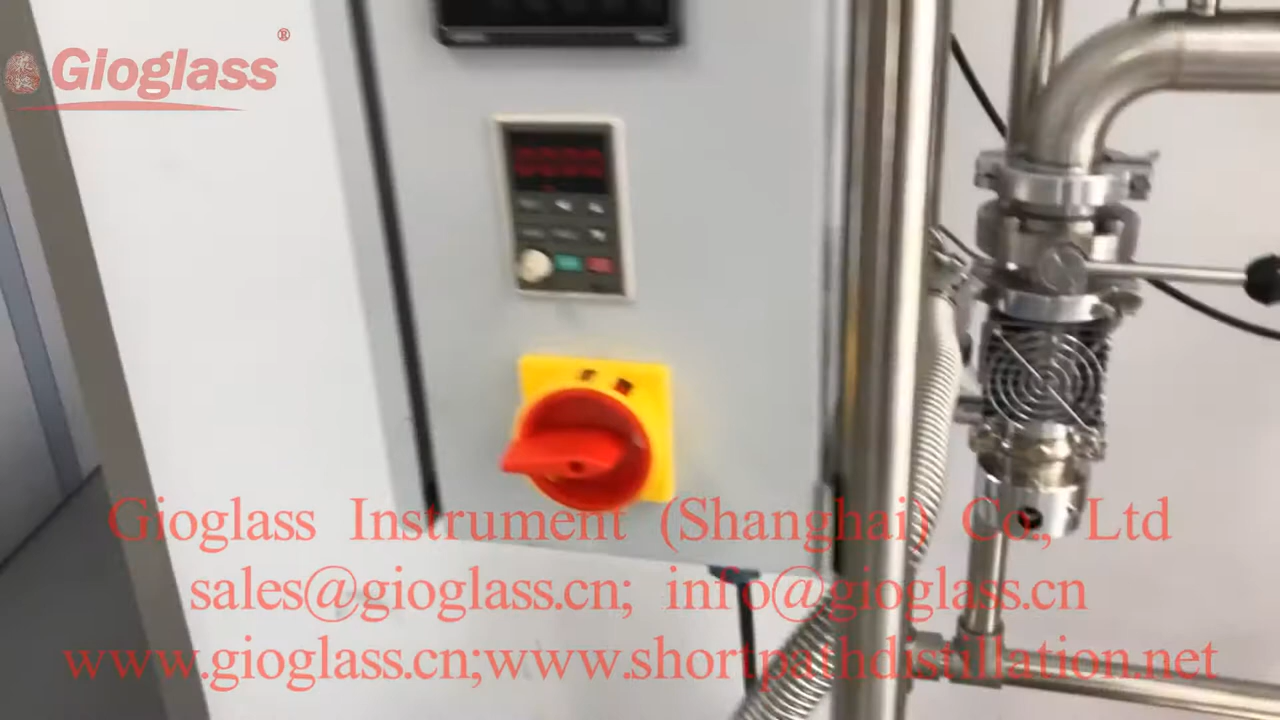 Gioglass®
Gioglass Instrument (Shanghai) Co., Ltd
sales@gioglass.cn; info@gioglass.cn
www.gioglass.cn;www.shortpathdistillation.net